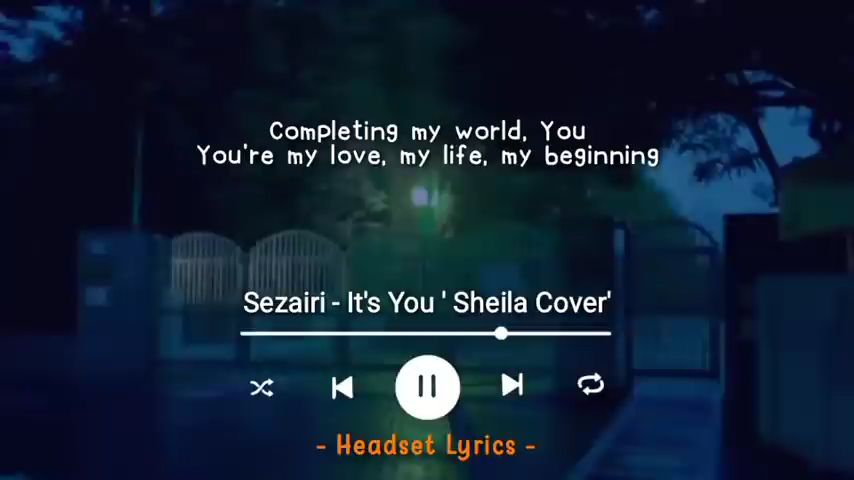 Completing my world, You
You're my love, my life, my beginning
Sezairi - It's You ' Sheila Cover'
- Headset Lyrics -